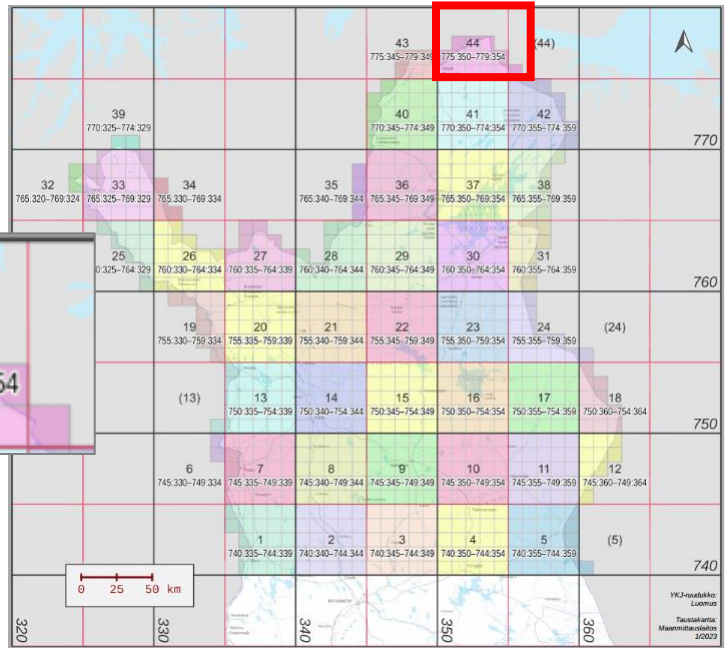 43 44 (44)
775:345–779:349 775:350–779:354
39 40 41 42
770:325–774:329 770:345–774:349 770:350–774:354 770:355–774:359
770
32 33 34 35 36 37 38
765.320–769:324 765:325–769:329 765:330–769:334 765:340–769:344 765:345–769:349 765:350–769:354 765:355–769:359
25 26 27 28 29 30 31
0:325–764:329 760:330–764:334 760:335–764:339 760:340–764:344 760:345–764:349 760:350–764:354 760:355–764:359
760
19 20 21 22 23 24 (24)
755:330–759:334 755:335–759:339 755:340–759:344 755:345–759:349 755:350–759:354 755:355–759:359
54
(13) 13 14 15 16 17 18
750:335–754:339 750:340–754:344 750:345–754:349 750:350–754:354 750:355–754:359 750:360–754:364
750
6 7 8 9 10 11 12
745:330–749:334 745:335–749:339 745:340–749:344 745:345–749:349 745:350–749:354 745:355–749:359 745:360–749:364
1 2 3 4 5 (5)
740:335–744:339 740:340–744:344 740:345–744:349 740:350–744:354 740:355–744:359
740
0 25 50 km
320 330 340 350 360
YKJ-ruudukko:
Luomus
Taustakartta:
Maanmittauslaitos
1/2023